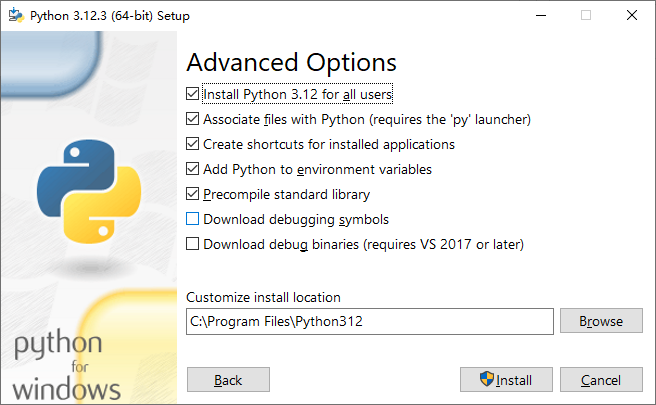 Python 3.12.3 (64-bit) Setup
Advanced Options
Install Python 3.12 for all users
Associate files with Python (requires the 'py' launcher)
Create shortcuts for installed applications
Add Python to environment variables
Precompile standard library
Download debugging symbols
Download debug binaries (requires VS 2017 or later)
Customize install location
C:\Program Files\Python312
Browse
python
for
windows
Back
Install
Cancel